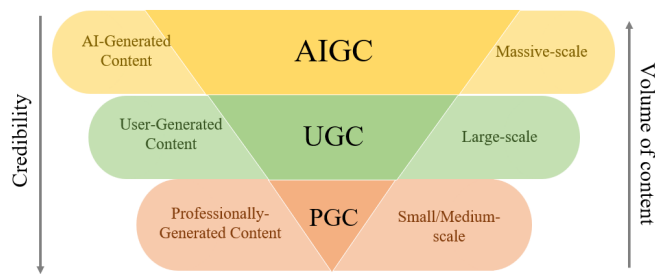 Credibility
AI-Generated
Content
AIGC
Massive-scale
User-Generated
Content
UGC
Large-scale
Professionally-
Generated Content
PGC
Small/Medium-
scale
Volume of content